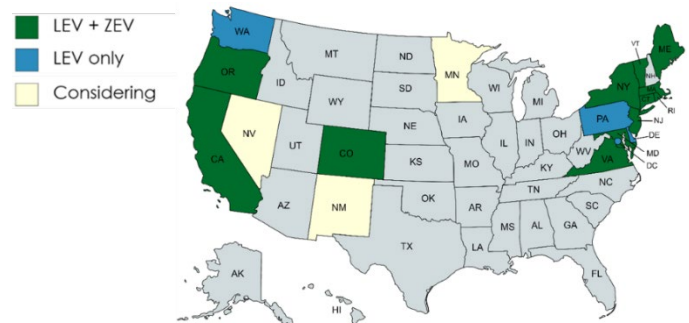 LEV + ZEV
LEV only
Considering
WA
OR
CA
NV
ID
MT
WY
UT
CO
AZ
NM
ND
SD
NE
KS
OK
TX
MN
IA
MO
AR
LA
WI
IL
MI
IN
OH
KY
TN
MS
AL
GA
FL
SC
NC
VA
WV
PA
NY
VT
NH
ME
RI
NJ
DE
MD
DC
AK
HI